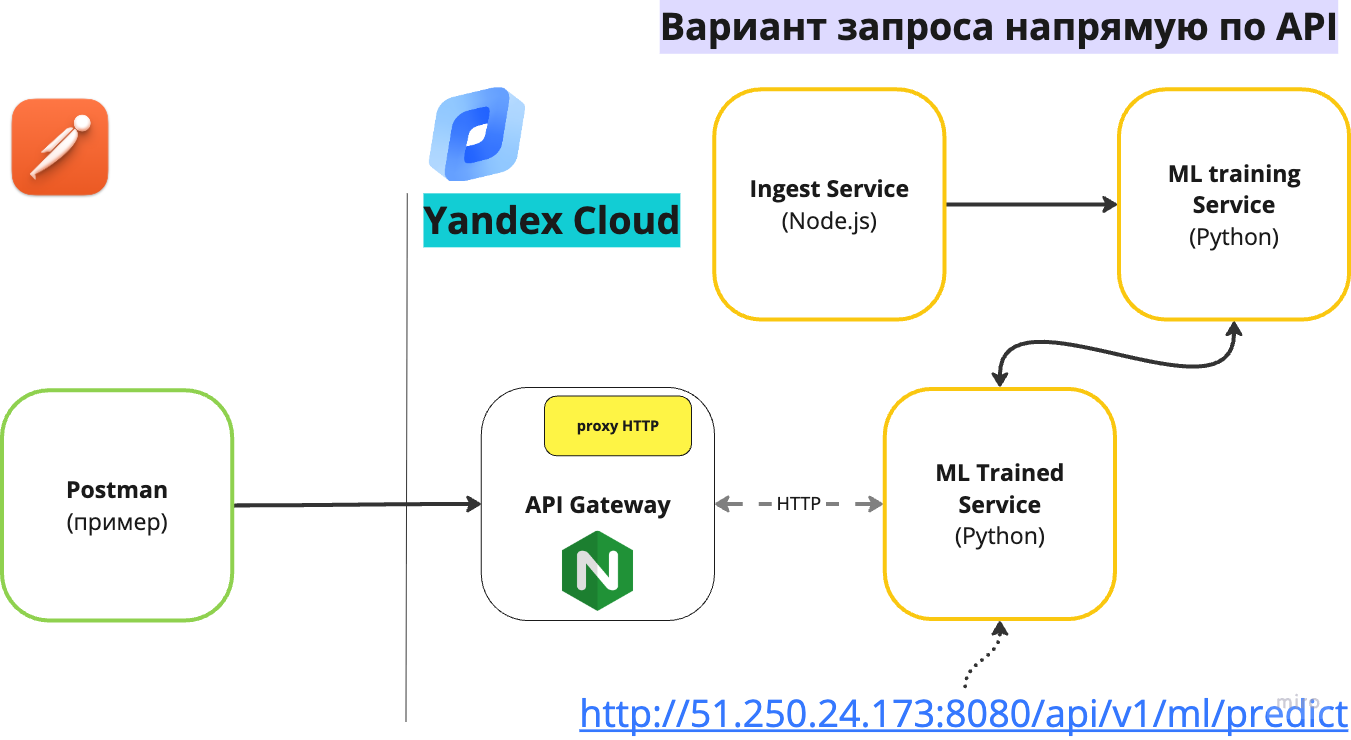 Вариант запроса напрямую по API
Yandex Cloud
Ingest Service
(Node.js)
ML training
Service
(Python)
Postman
(пример)
proxy HTTP
API Gateway
N
HTTP
ML Trained
Service
(Python)
http://51.250.24.173:8080/api/v1/ml/predict
miro